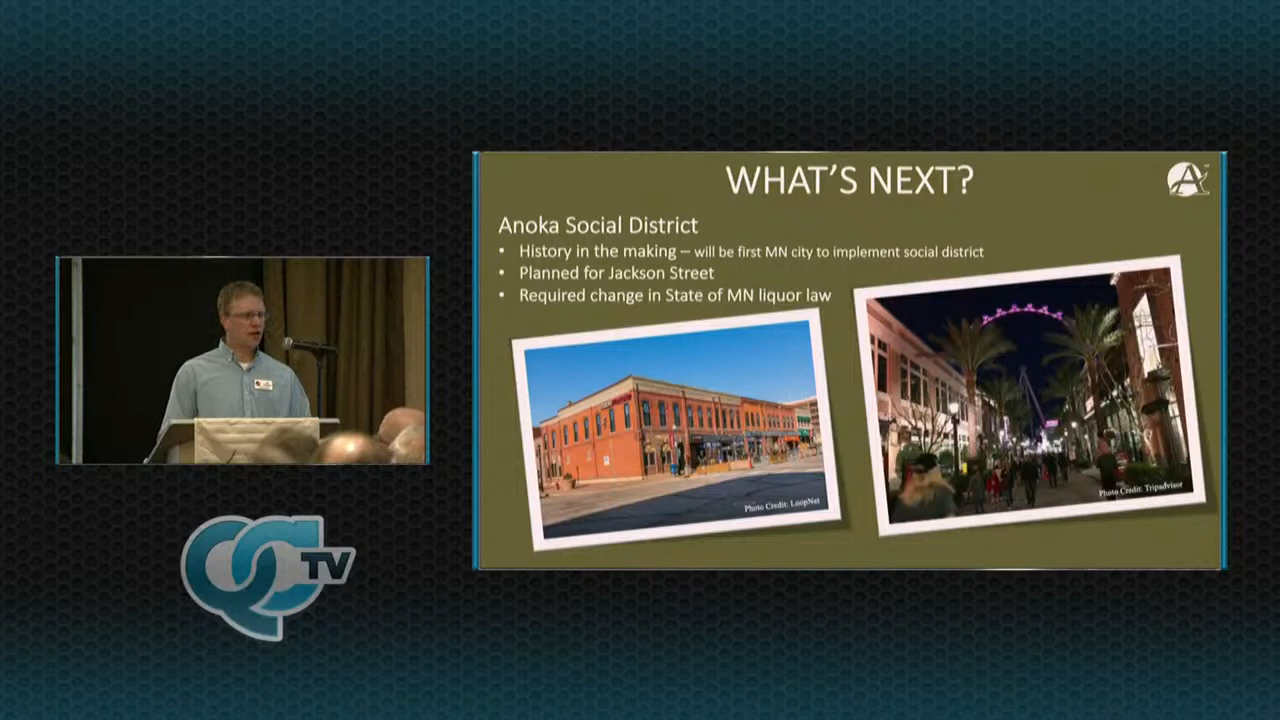 WHAT'S NEXT?
A
Anoka Social District
• History in the making – will be first MN city to implement social district
• Planned for Jackson Street
• Required change in State of MN liquor law
Photo Credit: LoopNet
Photo Credit: Tripadvisor
QCTV